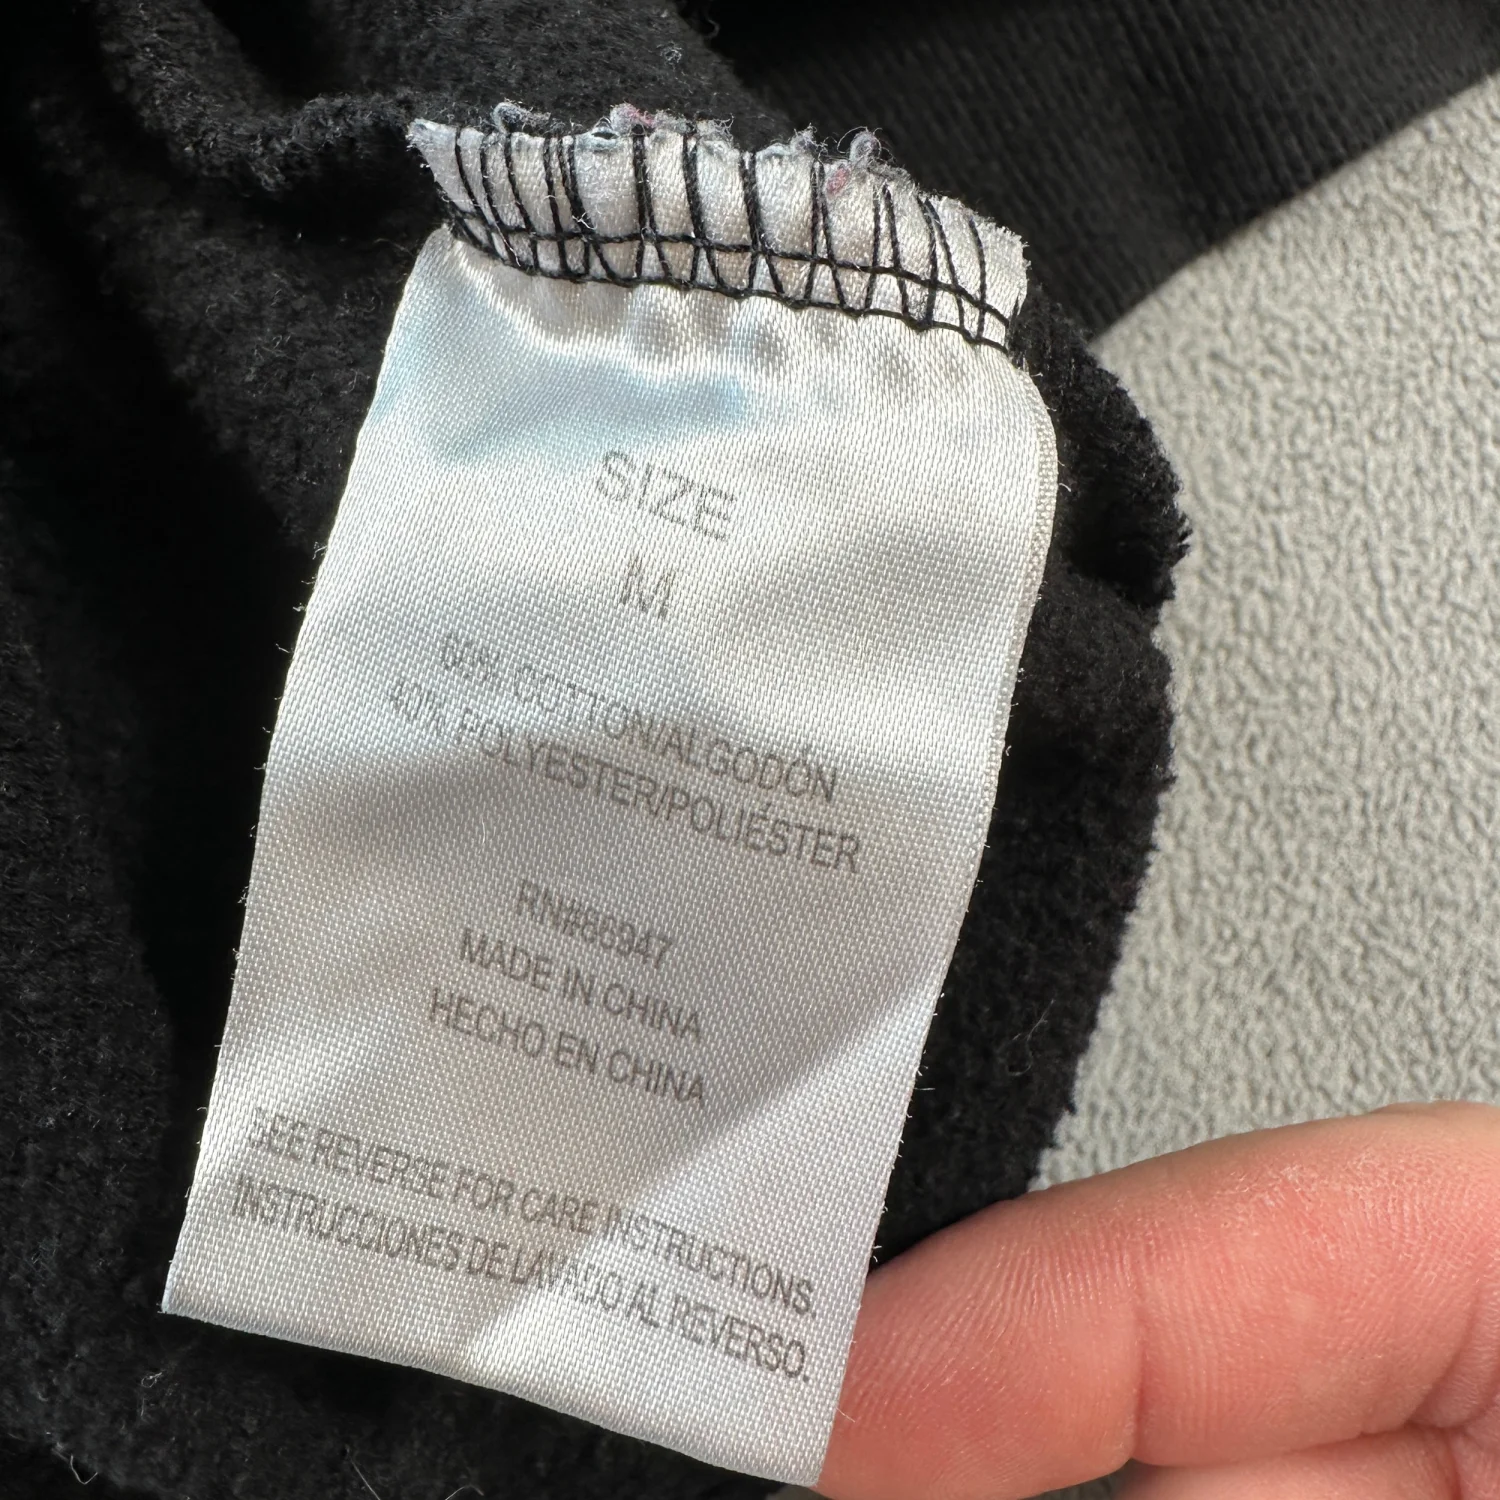 SIZE
M
60% COTTON/ALGODÓN
40% POLYESTER/POLIÉSTER
RN#86947
MADE IN CHINA
HECHO EN CHINA
SEE REVERSE FOR CARE INSTRUCTIONS.
INSTRUCCIONES DE LAVADO AL REVERSO.